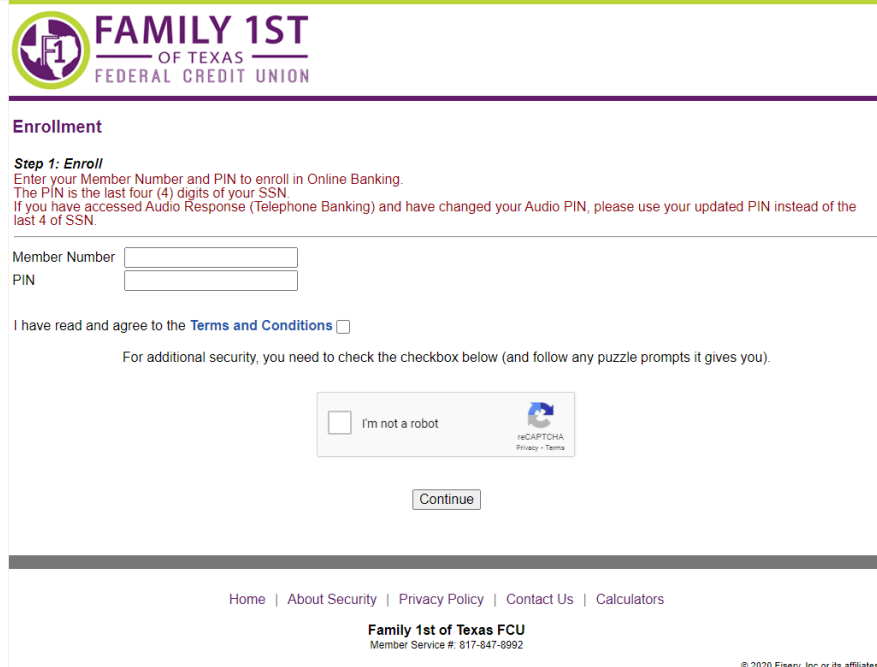 F1
FAMILY 1ST
OF TEXAS
FEDERAL CREDIT UNION
Enrollment
Step 1: Enroll
Enter your Member Number and PIN to enroll in Online Banking.
The PIN is the last four (4) digits of your SSN.
If you have accessed Audio Response (Telephone Banking) and have changed your Audio PIN, please use your updated PIN instead of the
last 4 of SSN.
Member Number
PIN
I have read and agree to the Terms and Conditions
For additional security, you need to check the checkbox below (and follow any puzzle prompts it gives you).
I'm not a robot
reCAPTCHA
Privacy - Terms
Continue
Home | About Security | Privacy Policy | Contact Us | Calculators
Family 1st of Texas FCU
Member Service #: 817-847-8992
© 2020 Fiserv, Inc or its affiliates